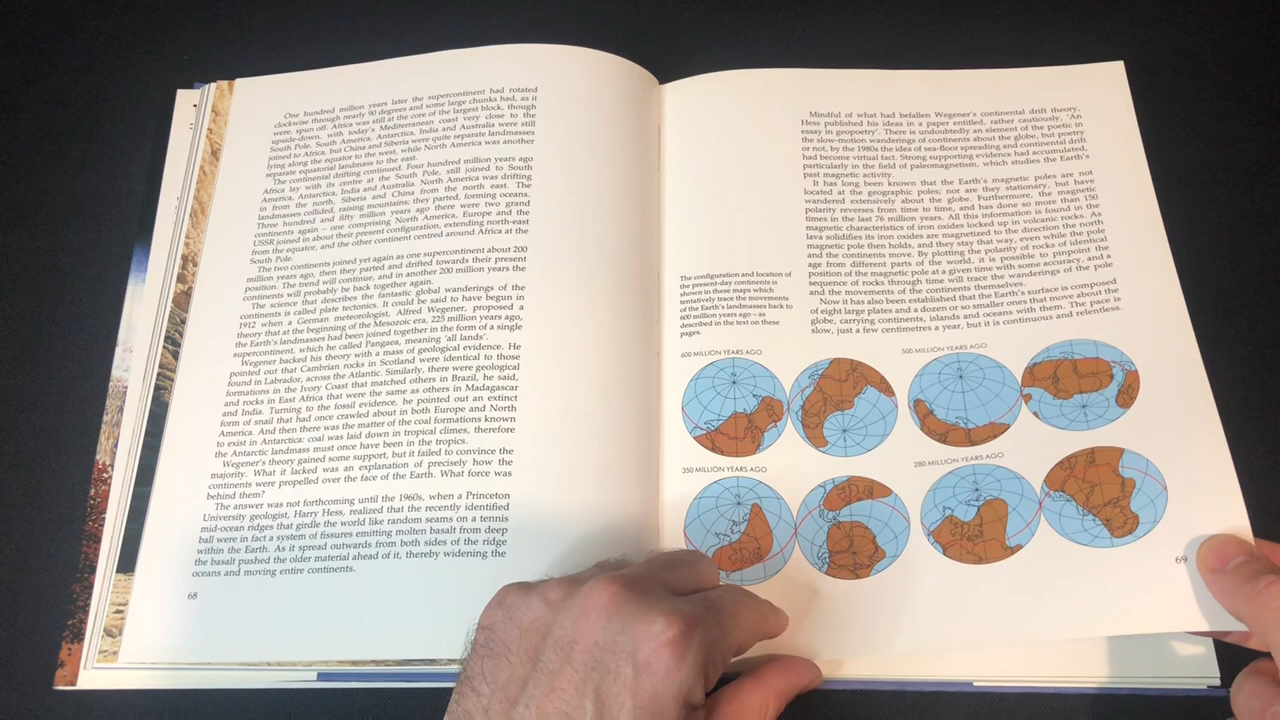 One hundred million years later the supercontinent had rotated
clockwise through nearly 90 degrees and some large chunks had, as it
were, spun off. Africa was still at the core of the largest block, though
upside-down, with today's Mediterranean coast very close to the
South Pole. South America, Antarctica, India and Australia were still
joined to Africa, but China and Siberia were quite separate landmasses
lying along the equator to the west, while North America was another
separate equatorial landmass to the east.
The continental drifting continued. Four hundred million years ago
Africa lay with its centre at the South Pole, still joined to South
America, Antarctica, India and Australia. North America was drifting
in from the north, Siberia and China from the north east. The
landmasses collided, raising mountains; they parted, forming oceans.
Three hundred and fifty million years ago there were two grand
continents again – one comprising North America, Europe and the
USSR joined in about their present configuration, extending north-east
from the equator, and the other continent centred around Africa at the
South Pole.
The two continents joined yet again as one supercontinent about 200
million years ago, then they parted and drifted towards their present
position. The trend will continue, and in another 200 million years the
continents will probably be back together again.
The science that describes the fantastic global wanderings of the
continents is called plate tectonics. It could be said to have begun in
1912 when a German meteorologist, Alfred Wegener, proposed a
theory that at the beginning of the Mesozoic era, 225 million years ago,
the Earth's landmasses had been joined together in the form of a single
supercontinent, which he called Pangaea, meaning 'all lands'.
Wegener backed his theory with a mass of geological evidence. He
pointed out that Cambrian rocks in Scotland were identical to those
found in Labrador, across the Atlantic. Similarly, there were geological
formations in the Ivory Coast that matched others in Brazil, he said,
and rocks in East Africa that were the same as others in Madagascar
and India. Turning to the fossil evidence, he pointed out an extinct
form of snail that had once crawled about in both Europe and North
America. And then there was the matter of the coal formations known
to exist in Antarctica: coal was laid down in tropical climes, therefore
the Antarctic landmass must once have been in the tropics.
Wegener's theory gained some support, but it failed to convince the
majority. What it lacked was an explanation of precisely how the
continents were propelled over the face of the Earth. What force was
behind them?
The answer was not forthcoming until the 1960s, when a Princeton
University geologist, Harry Hess, realized that the recently identified
mid-ocean ridges that girdle the world like random seams on a tennis
ball were in fact a system of fissures emitting molten basalt from deep
within the Earth. As it spread outwards from both sides of the ridge
the basalt pushed the older material ahead of it, thereby widening the
oceans and moving entire continents.
68
Mindful of what had befallen Wegener's continental drift theory,
Hess published his ideas in a paper entitled, rather cautiously, 'An
essay in geopoetry'. There is undoubtedly an element of the poetic in
the slow-motion wanderings of continents about the globe, but poetry
or not, by the 1980s the idea of sea-floor spreading and continental drift
had become virtual fact. Strong supporting evidence had accumulated,
particularly in the field of paleomagnetism, which studies the Earth's
past magnetic activity.
It has long been known that the Earth's magnetic poles are not
located at the geographic poles; nor are they stationary, but have
wandered extensively about the globe. Furthermore, the magnetic
polarity reverses from time to time, and has done so more than 150
times in the last 76 million years. All this information is found in the
magnetic characteristics of iron oxides locked up in volcanic rocks. As
lava solidifies its iron oxides are magnetized to the direction the north
magnetic pole then holds, and they stay that way, even while the pole
and the continents move. By plotting the polarity of rocks of identical
age from different parts of the world, it is possible to pinpoint the
position of the magnetic pole at a given time with some accuracy, and a
sequence of rocks through time will trace the wanderings of the pole
and the movements of the continents themselves.
Now it has also been established that the Earth's surface is composed
of eight large plates and a dozen or so smaller ones that move about the
globe, carrying continents, islands and oceans with them. The pace is
slow, just a few centimetres a year, but it is continuous and relentless.
The configuration and location of
the present-day continents is
shown in these maps which
tentatively trace the movements
of the Earth's landmasses back to
600 million years ago – as
described in the text on these
pages.
600 MILLION YEARS AGO
500 MILLION YEARS AGO
N
S
N
350 MILLION YEARS AGO
280 MILLION YEARS AGO
N
N
69